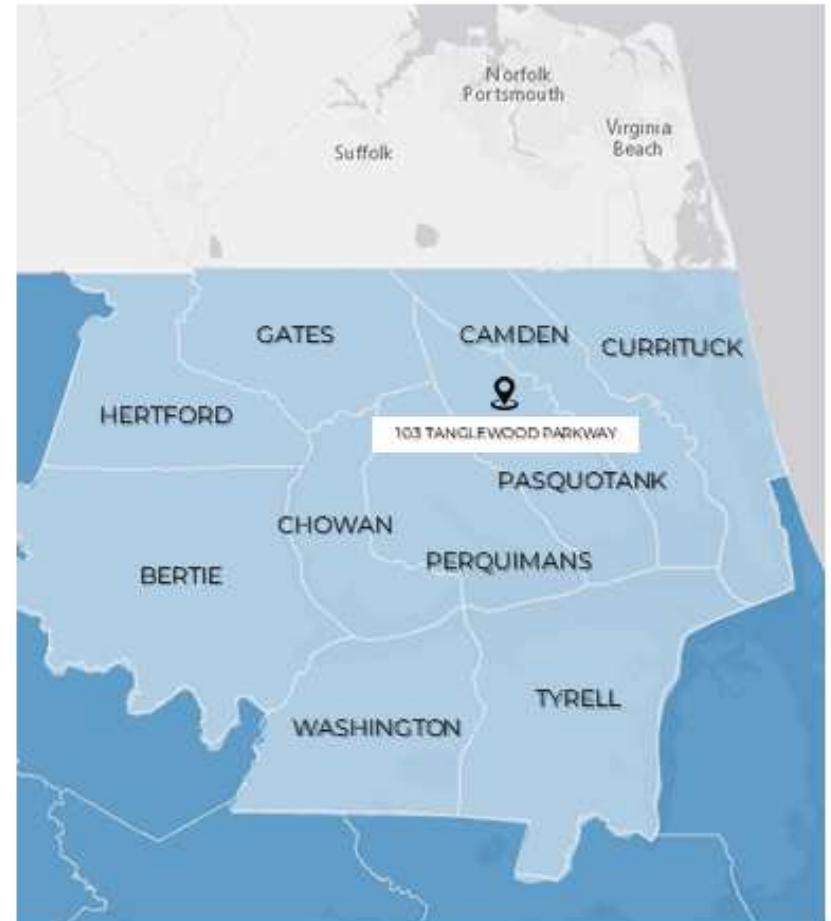 Norfolk
Portsmouth
Virginia
Beach
Suffolk
GATES
CAMDEN
CURRITUCK
HERTFORD
103 TANGLEWOOD PARKWAY
PASQUOTANK
CHOWAN
PERQUIMANS
BERTIE
TYRELL
WASHINGTON